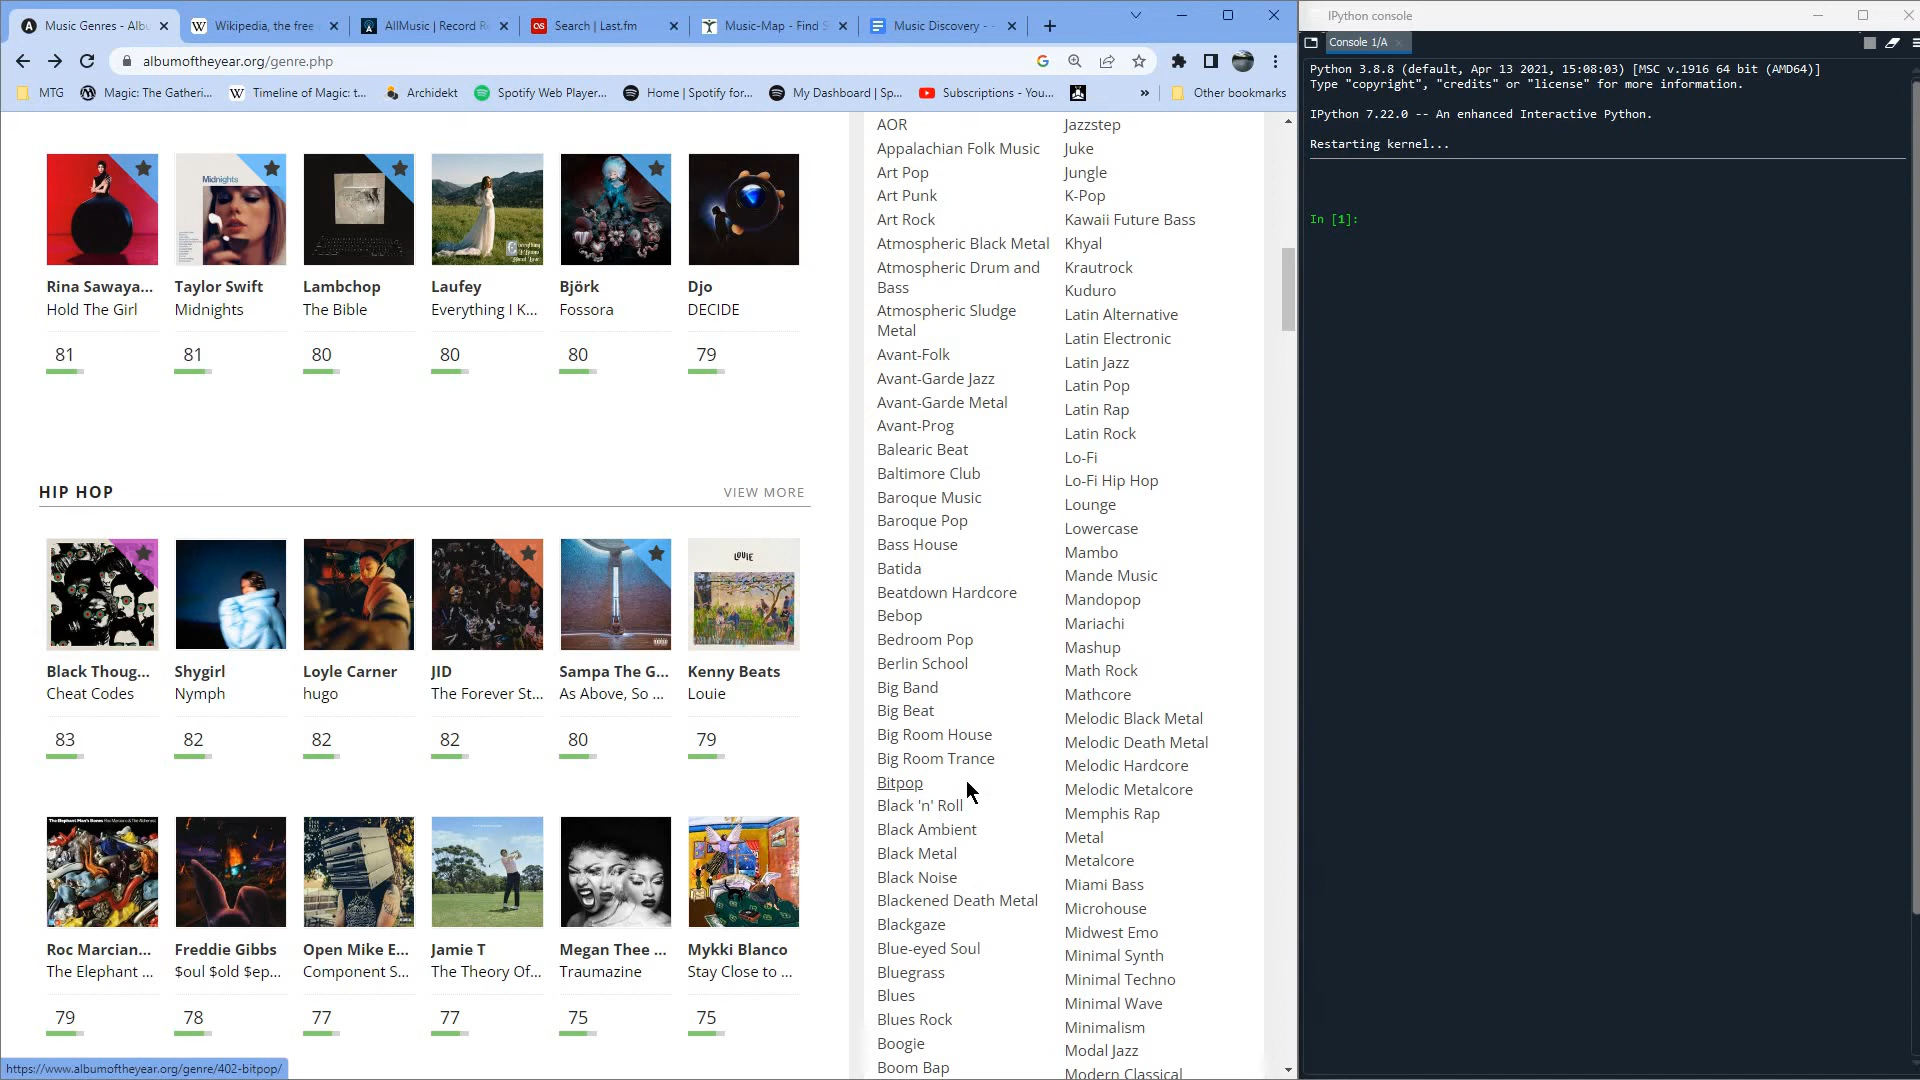 Music Genres - Albu
Wikipedia, the free
AllMusic | Record R
Search | Last.fm
Music-Map - Find S
Music Discovery -
IPython console
albumoftheyear.org/genre.php
Console 1/A
MTG
Magic: The Gatheri...
Timeline of Magic: t...
Archidekt
Spotify Web Player...
Home | Spotify for...
My Dashboard | Sp...
Subscriptions - You...
»
Other bookmarks
Python 3.8.8 (default, Apr 13 2021, 15:08:03) [MSC v.1916 64 bit (AMD64)]
Type "copyright", "credits" or "license" for more information.
IPython 7.22.0 -- An enhanced Interactive Python.
Restarting kernel...
In [1]:
Midnights
Rina Sawaya...
Hold The Girl
81
Taylor Swift
Midnights
81
Lambchop
The Bible
80
Laufey
Everything I K...
80
Björk
Fossora
80
Djo
DECIDE
79
HIP HOP
VIEW MORE
LOUIE
Black Thoug...
Cheat Codes
83
Shygirl
Nymph
82
Loyle Carner
hugo
82
JID
The Forever St...
82
Sampa The G...
As Above, So ...
80
Kenny Beats
Louie
79
The Elephant Man's Bones
Roc Marcian...
The Elephant ...
79
Freddie Gibbs
$oul $old $ep...
78
Open Mike E...
Component S...
77
Jamie T
The Theory Of...
77
Megan Thee ...
Traumazine
75
Mykki Blanco
Stay Close to ...
75
AOR
Appalachian Folk Music
Art Pop
Art Punk
Art Rock
Atmospheric Black Metal
Atmospheric Drum and
Bass
Atmospheric Sludge
Metal
Avant-Folk
Avant-Garde Jazz
Avant-Garde Metal
Avant-Prog
Balearic Beat
Baltimore Club
Baroque Music
Baroque Pop
Bass House
Batida
Beatdown Hardcore
Bebop
Bedroom Pop
Berlin School
Big Band
Big Beat
Big Room House
Big Room Trance
Bitpop
Black 'n' Roll
Black Ambient
Black Metal
Black Noise
Blackened Death Metal
Blackgaze
Blue-eyed Soul
Bluegrass
Blues
Blues Rock
Boogie
Boom Bap
Jazzstep
Juke
Jungle
K-Pop
Kawaii Future Bass
Khyal
Krautrock
Kuduro
Latin Alternative
Latin Electronic
Latin Jazz
Latin Pop
Latin Rap
Latin Rock
Lo-Fi
Lo-Fi Hip Hop
Lounge
Lowercase
Mambo
Mande Music
Mandopop
Mariachi
Mashup
Math Rock
Mathcore
Melodic Black Metal
Melodic Death Metal
Melodic Hardcore
Melodic Metalcore
Memphis Rap
Metal
Metalcore
Miami Bass
Microhouse
Midwest Emo
Minimal Synth
Minimal Techno
Minimal Wave
Minimalism
Modal Jazz
Modern Classical
https://www.albumoftheyear.org/genre/402-bitpop/